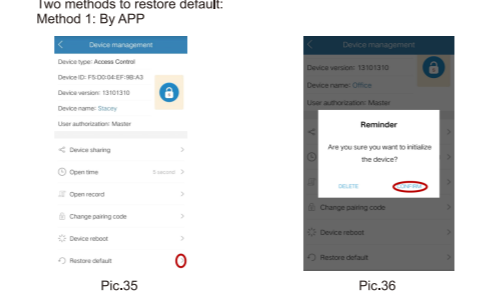 Two methods to restore default:
Method 1: By APP
Device management
Device type: Access Control
Device ID: F5:D0:04:EF:9B:A3
Device version: 13101310
Device name: Stacey
User authorization: Master
Device sharing
Open time 5 second
Open record
Change pairing code
Device reboot
Restore default
Pic.35
Device management
Device version: 13101310
Device name: Office
User authorization: Master
Reminder
Are you sure you want to initialize
the device?
DELETE CONFIRM
Change pairing code
Device reboot
Restore default
Pic.36